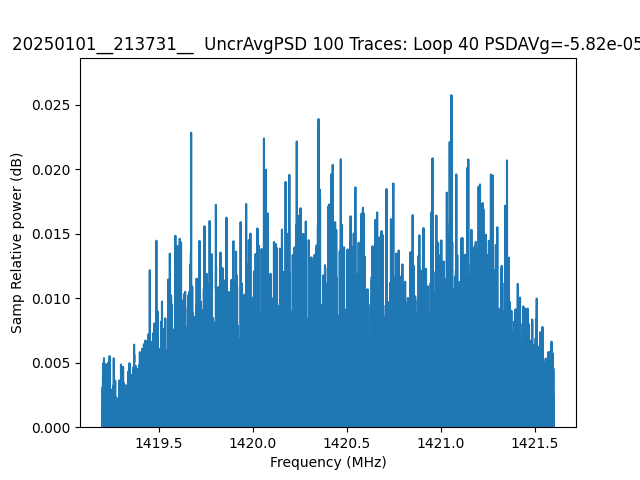 20250101__213731__ UncrAvgPSD 100 Traces: Loop 40 PSDAVg=-5.82e-05
0.025
0.020
0.015
0.010
0.005
0.000
Samp Relative power (dB)
1419.5 1420.0 1420.5 1421.0 1421.5
Frequency (MHz)